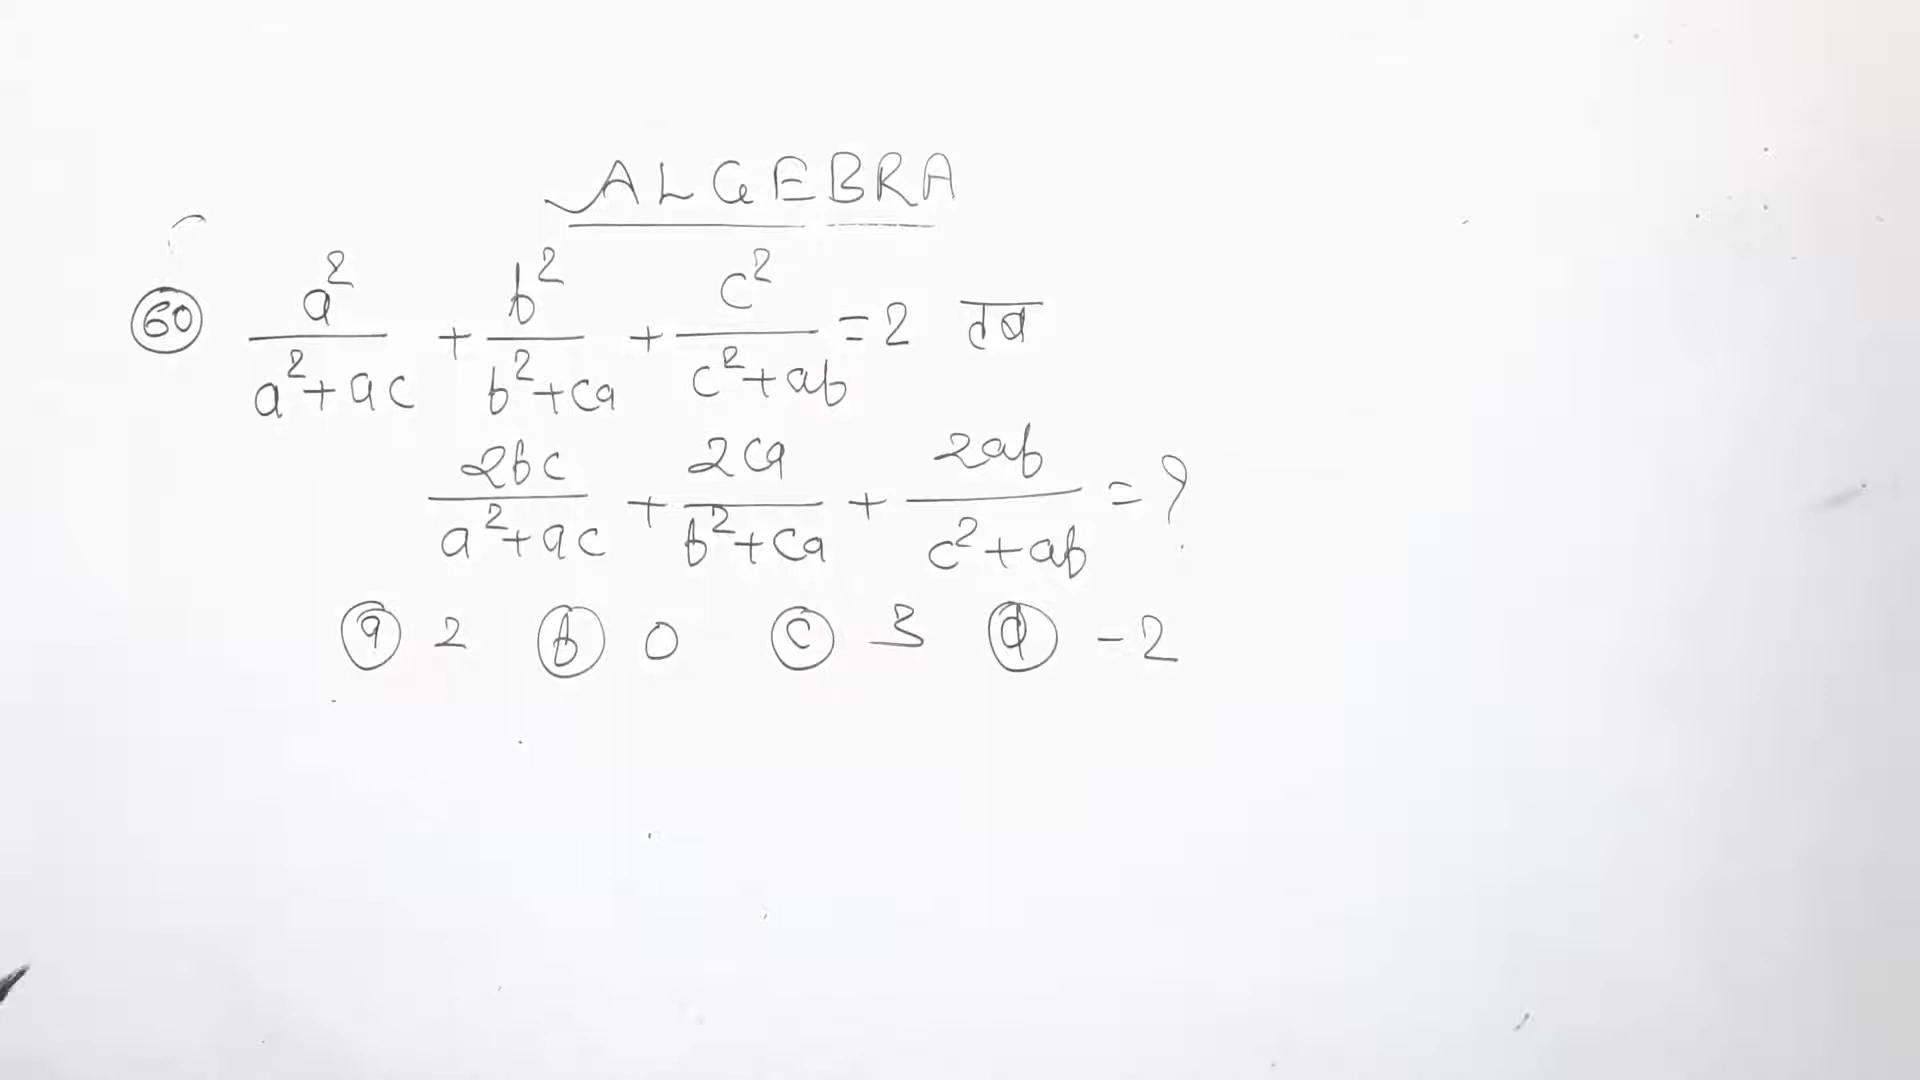 ALGEBRA
60 a²/(a²+ac) + b²/(b²+ca) + c²/(c²+ab) = 2 तब
2bc/(a²+ac) + 2ca/(b²+ca) + 2ab/(c²+ab) = ?
a 2 b 0 c 3 d -2